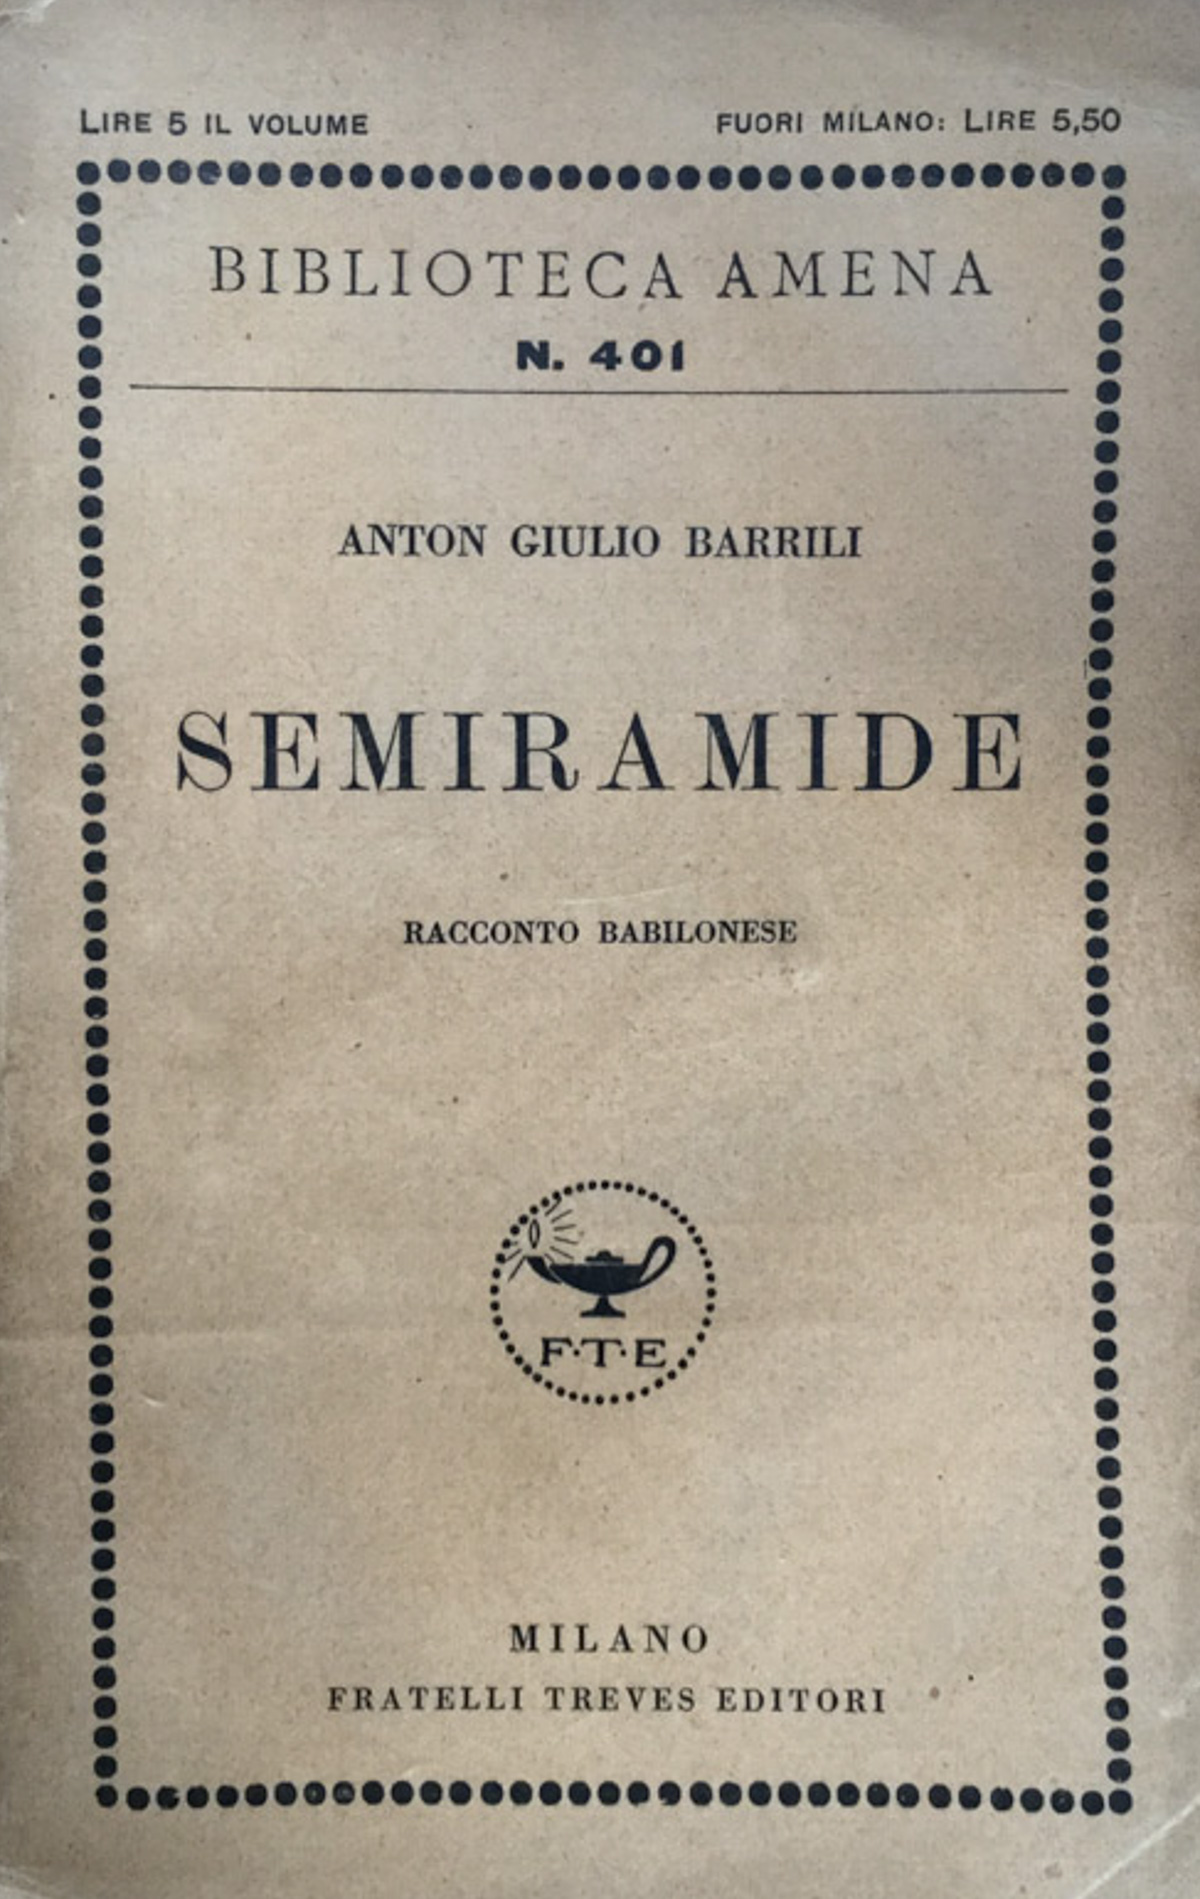 LIRE 5 IL VOLUME FUORI MILANO: LIRE 5,50
BIBLIOTECA AMENA
N. 401
ANTON GIULIO BARRILI
SEMIRAMIDE
RACCONTO BABILONESE
F·T·E
MILANO
FRATELLI TREVES EDITORI